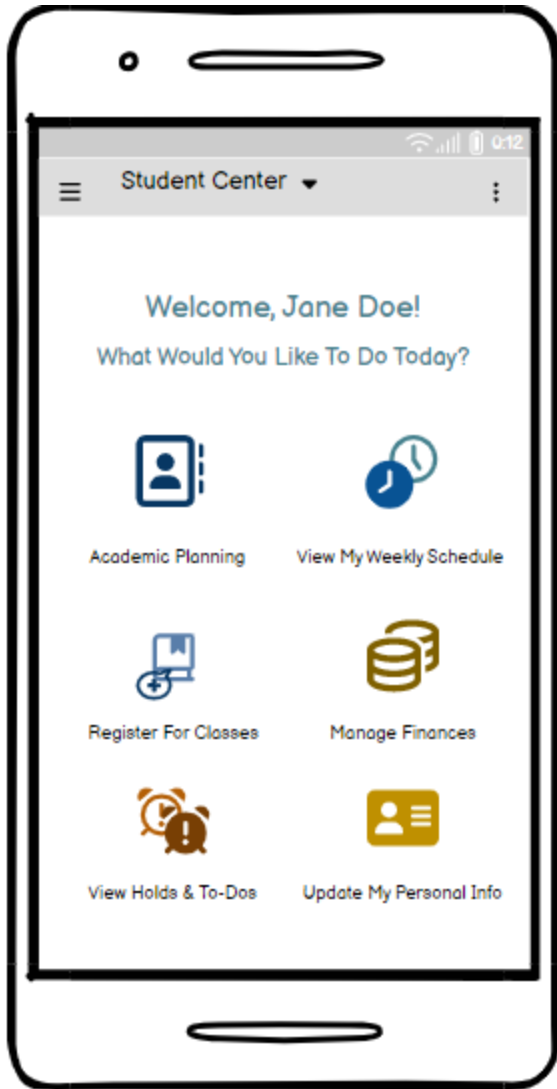 0:12
Student Center
Welcome, Jane Doe!
What Would You Like To Do Today?
Academic Planning
View My Weekly Schedule
Register For Classes
Manage Finances
View Holds & To-Dos
Update My Personal Info